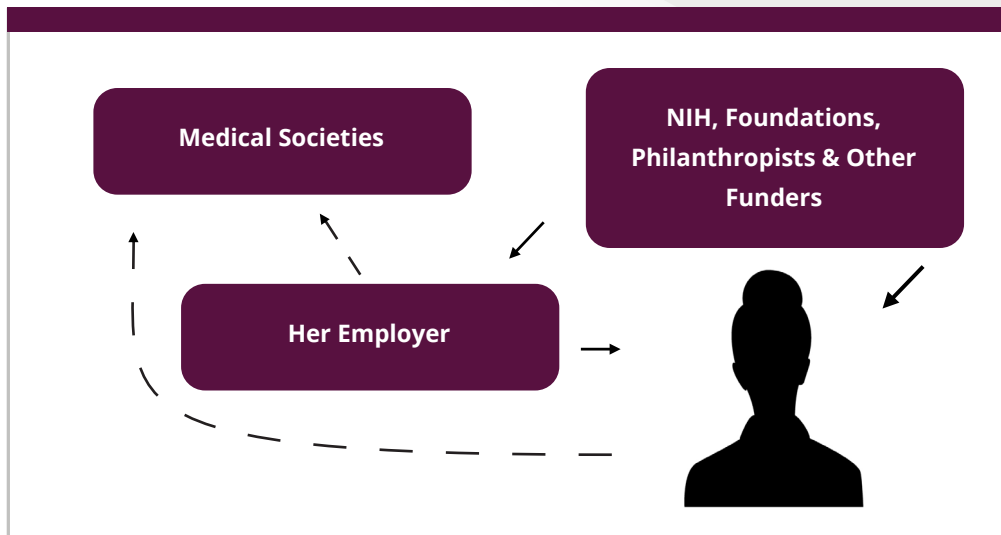 Medical Societies
NIH, Foundations,
Philanthropists & Other
Funders
Her Employer